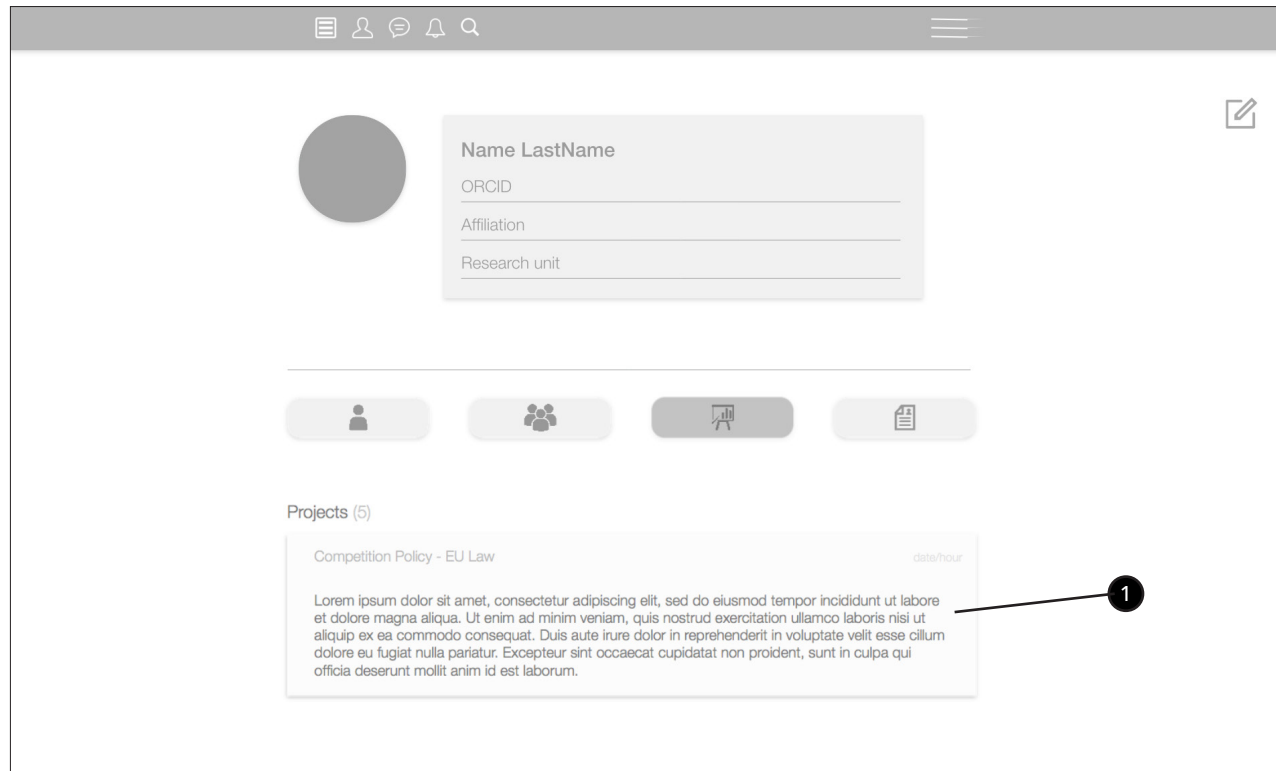 Name LastName
ORCID
Affiliation
Research unit
Projects (5)
Competition Policy - EU Law
date/hour
Lorem ipsum dolor sit amet, consectetur adipiscing elit, sed do eiusmod tempor incididunt ut labore
et dolore magna aliqua. Ut enim ad minim veniam, quis nostrud exercitation ullamco laboris nisi ut
aliquip ex ea commodo consequat. Duis aute irure dolor in reprehenderit in voluptate velit esse cillum
dolore eu fugiat nulla pariatur. Excepteur sint occaecat cupidatat non proident, sunt in culpa qui
officia deserunt mollit anim id est laborum.
1